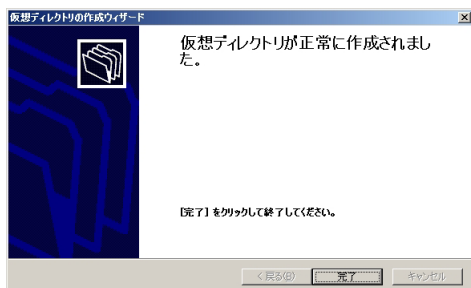 仮想ディレクトリの作成ウィザード
仮想ディレクトリが正常に作成されまし
た。
[完了] をクリックして終了してください。
< 戻る(B)
完了
キャンセル